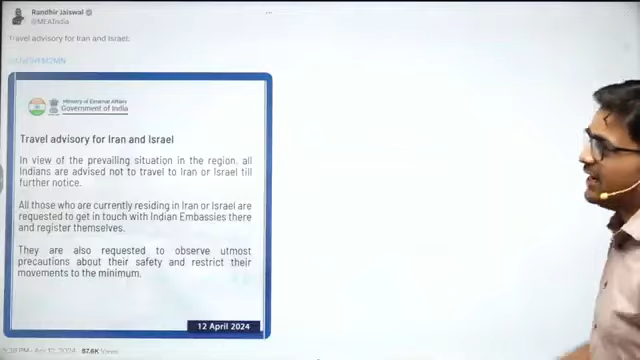 Randhir Jaiswal
@MEAIndia
Travel advisory for Iran and Israel:
Ministry of External Affairs
Government of India
Travel advisory for Iran and Israel
In view of the prevailing situation in the region, all
Indians are advised not to travel to Iran or Israel till
further notice.
All those who are currently residing in Iran or Israel are
requested to get in touch with Indian Embassies there
and register themselves.
They are also requested to observe utmost
precautions about their safety and restrict their
movements to the minimum.
12 April 2024
PM · Apr 12, 2024 87.6K Views